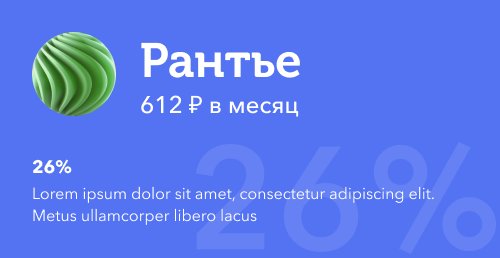 Рантье
612 ₽ в месяц
26%
26%
Lorem ipsum dolor sit amet, consectetur adipiscing elit.
Metus ullamcorper libero lacus